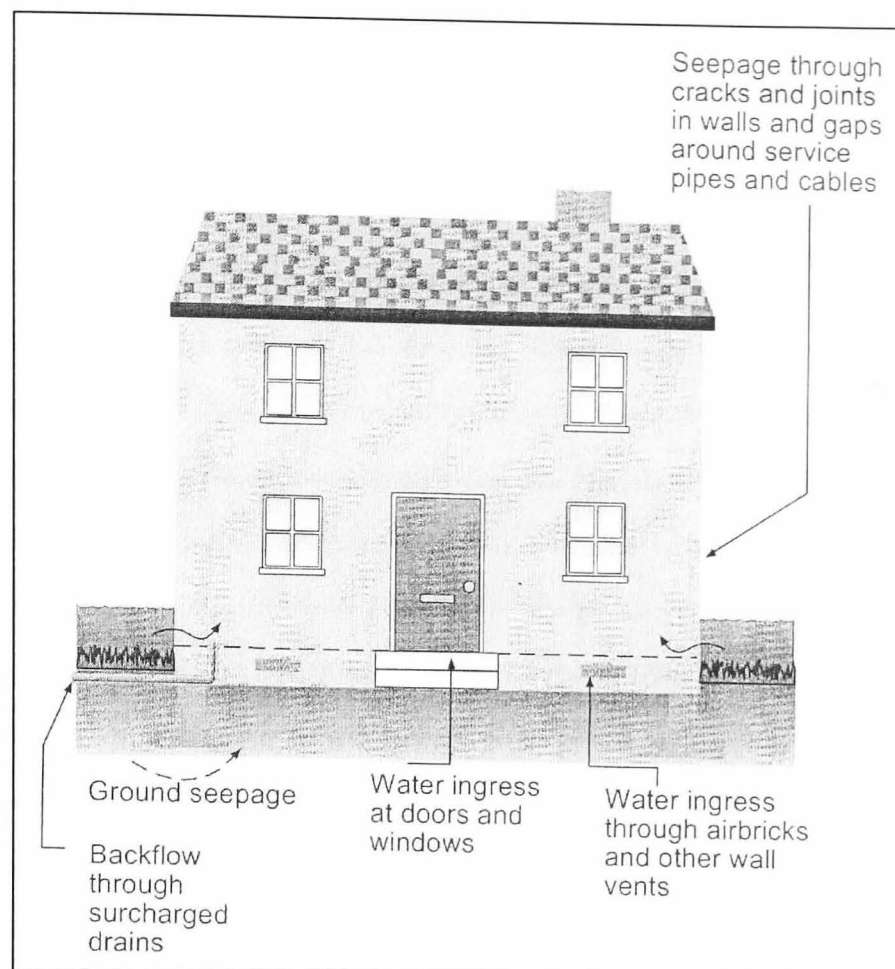 Seepage through
cracks and joints
in walls and gaps
around service
pipes and cables
Ground seepage
Backflow
through
surcharged
drains
Water ingress
at doors and
windows
Water ingress
through airbricks
and other wall
vents